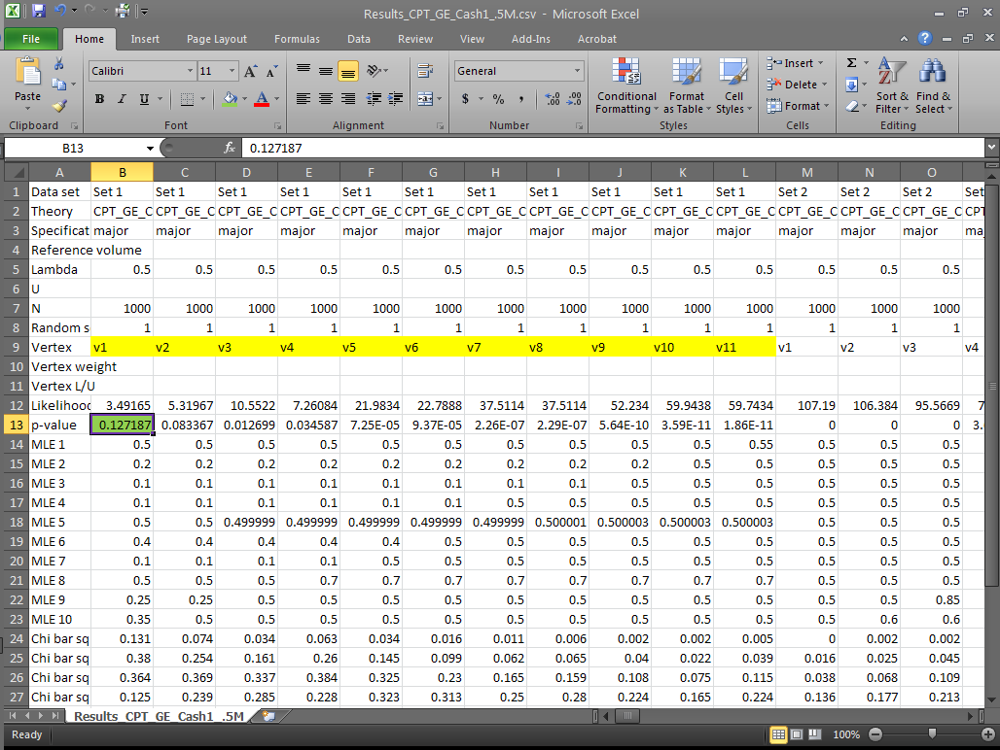 Results_CPT_GE_Cash1_.5M.csv - Microsoft Excel
File Home Insert Page Layout Formulas Data Review View Add-Ins Acrobat
Paste
Calibri 11
B I U A A A
General
$ % ,
Conditional Formatting
Format as Table
Cell Styles
Insert
Delete
Format
Σ
Sort & Filter
Find & Select
Clipboard Font Alignment Number Styles Cells Editing
B13 fx 0.127187
A B C D E F G H I J K L M N O
1 Data set Set 1 Set 1 Set 1 Set 1 Set 1 Set 1 Set 1 Set 1 Set 1 Set 1 Set 1 Set 2 Set 2 Set 2 Set
2 Theory CPT_GE_C CPT_GE_C CPT_GE_C CPT_GE_C CPT_GE_C CPT_GE_C CPT_GE_C CPT_GE_C CPT_GE_C CPT_GE_C CPT_GE_C CPT_GE_C CPT_GE_C CPT_GE_C CPT
3 Specificat major major major major major major major major major major major major major major maj
4 Reference volume
5 Lambda 0.5 0.5 0.5 0.5 0.5 0.5 0.5 0.5 0.5 0.5 0.5 0.5 0.5 0.5
6 U
7 N 1000 1000 1000 1000 1000 1000 1000 1000 1000 1000 1000 1000 1000 1000
8 Random s 1 1 1 1 1 1 1 1 1 1 1 1 1 1
9 Vertex v1 v2 v3 v4 v5 v6 v7 v8 v9 v10 v11 v1 v2 v3 v4
10 Vertex weight
11 Vertex L/U
12 Likelihood 3.49165 5.31967 10.5522 7.26084 21.9834 22.7888 37.5114 37.5114 52.234 59.9438 59.7434 107.19 106.384 95.5669 7
13 p-value 0.127187 0.083367 0.012699 0.034587 7.25E-05 9.37E-05 2.26E-07 2.29E-07 5.64E-10 3.59E-11 1.86E-11 0 0 0 3.
14 MLE 1 0.5 0.5 0.5 0.5 0.5 0.5 0.5 0.5 0.5 0.5 0.55 0.5 0.5 0.5
15 MLE 2 0.2 0.2 0.2 0.2 0.2 0.2 0.2 0.2 0.5 0.5 0.5 0.5 0.5 0.5
16 MLE 3 0.1 0.1 0.1 0.1 0.1 0.1 0.1 0.1 0.5 0.5 0.5 0.5 0.5 0.5
17 MLE 4 0.1 0.1 0.1 0.1 0.1 0.1 0.5 0.5 0.5 0.5 0.5 0.5 0.5 0.5
18 MLE 5 0.5 0.5 0.499999 0.499999 0.499999 0.499999 0.499999 0.500001 0.500003 0.500003 0.500003 0.5 0.5 0.5
19 MLE 6 0.4 0.4 0.4 0.4 0.4 0.5 0.5 0.5 0.5 0.5 0.5 0.5 0.5 0.5
20 MLE 7 0.1 0.1 0.1 0.1 0.5 0.5 0.5 0.5 0.5 0.5 0.5 0.5 0.5 0.5
21 MLE 8 0.5 0.5 0.5 0.7 0.7 0.7 0.7 0.7 0.7 0.7 0.7 0.5 0.5 0.5
22 MLE 9 0.25 0.25 0.5 0.5 0.5 0.5 0.5 0.5 0.5 0.5 0.5 0.5 0.5 0.85
23 MLE 10 0.35 0.5 0.5 0.5 0.5 0.5 0.5 0.5 0.5 0.5 0.5 0.5 0.6 0.6
24 Chi bar sq 0.131 0.074 0.034 0.063 0.034 0.016 0.011 0.006 0.002 0.002 0.005 0 0.002 0.002
25 Chi bar sq 0.38 0.254 0.161 0.26 0.145 0.099 0.062 0.065 0.04 0.022 0.039 0.016 0.025 0.045
26 Chi bar sq 0.364 0.369 0.337 0.384 0.325 0.23 0.165 0.159 0.108 0.075 0.115 0.038 0.068 0.109
27 Chi bar sq 0.125 0.239 0.285 0.228 0.323 0.313 0.25 0.28 0.224 0.165 0.224 0.136 0.177 0.213
Results_CPT_GE_Cash1_.5M
Ready 100%